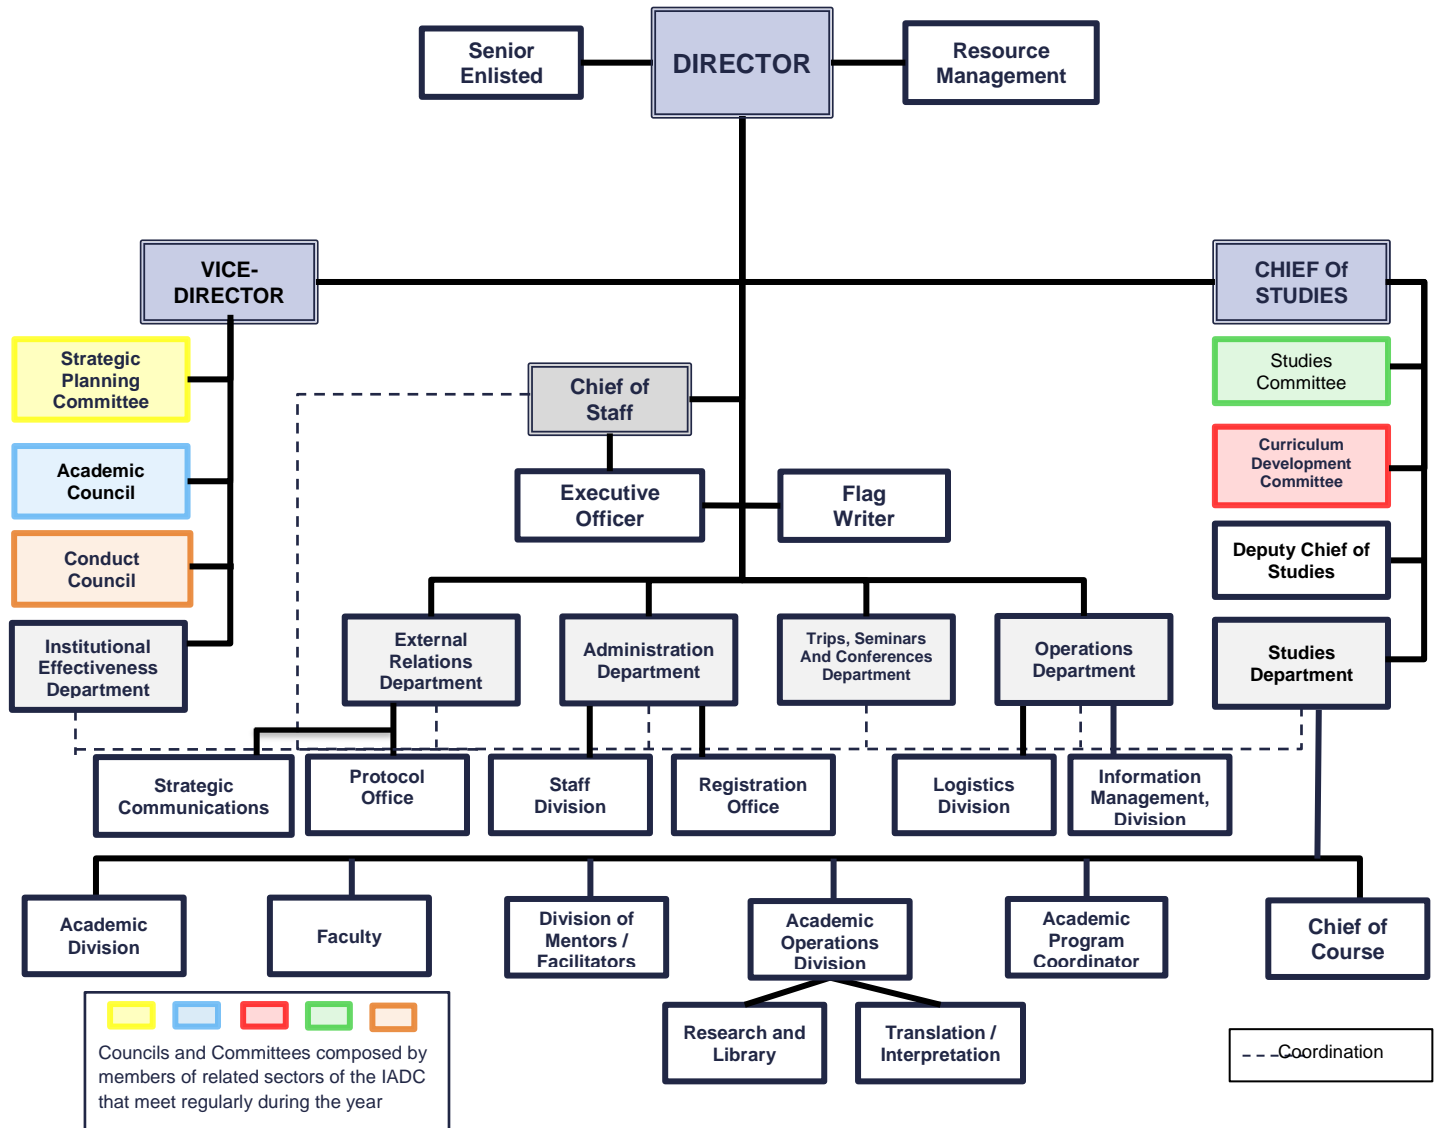 Senior
Enlisted
DIRECTOR
Resource
Management
VICE-
DIRECTOR
CHIEF Of
STUDIES
Strategic
Planning
Committee
Chief of
Staff
Studies
Committee
Academic
Council
Executive
Officer
Flag
Writer
Curriculum
Development
Committee
Conduct
Council
Deputy Chief of
Studies
Institutional
Effectiveness
Department
External
Relations
Department
Administration
Department
Trips, Seminars
And Conferences
Department
Operations
Department
Studies
Department
Strategic
Communications
Protocol
Office
Staff
Division
Registration
Office
Logistics
Division
Information
Management,
Division
Academic
Division
Faculty
Division of
Mentors /
Facilitators
Academic
Operations
Division
Academic
Program
Coordinator
Chief of
Course
Research and
Library
Translation /
Interpretation
Councils and Committees composed by
members of related sectors of the IADC
that meet regularly during the year
Coordination